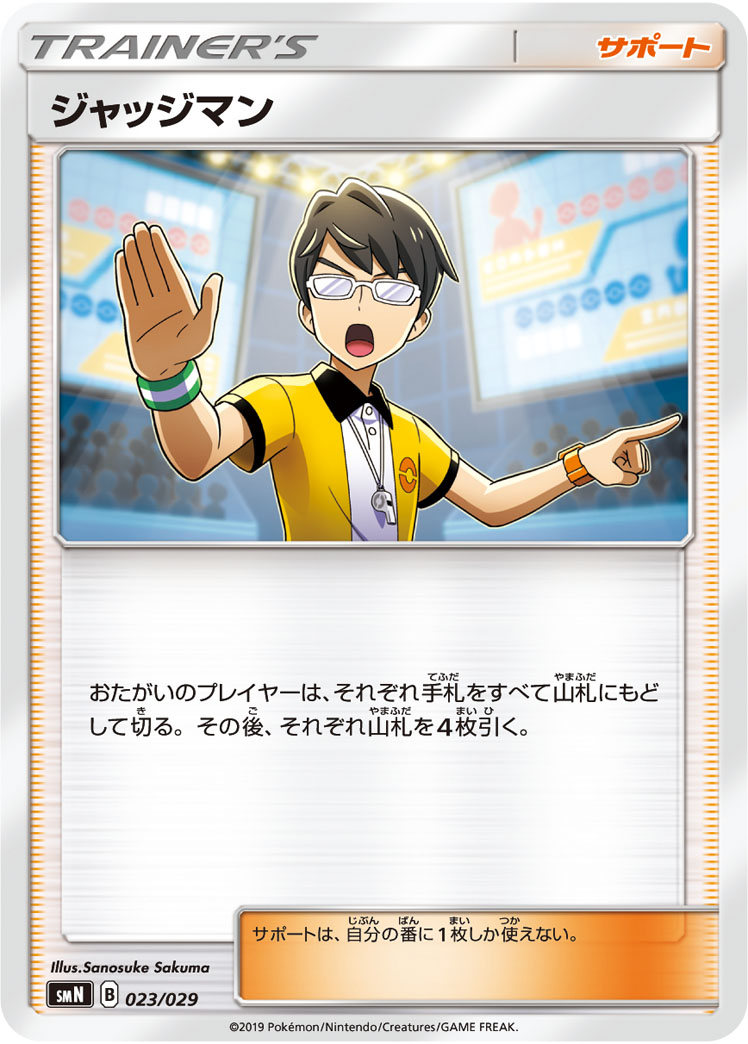 TRAINER'S サポート
ジャッジマン
おたがいのプレイヤーは、それぞれ手札をすべて山札にもど
して切る。その後、それぞれ山札を4枚引く。
サポートは、自分の番に1枚しか使えない。
Illus.Sanosuke Sakuma
SMN B 023/029
©2019 Pokémon/Nintendo/Creatures/GAME FREAK.